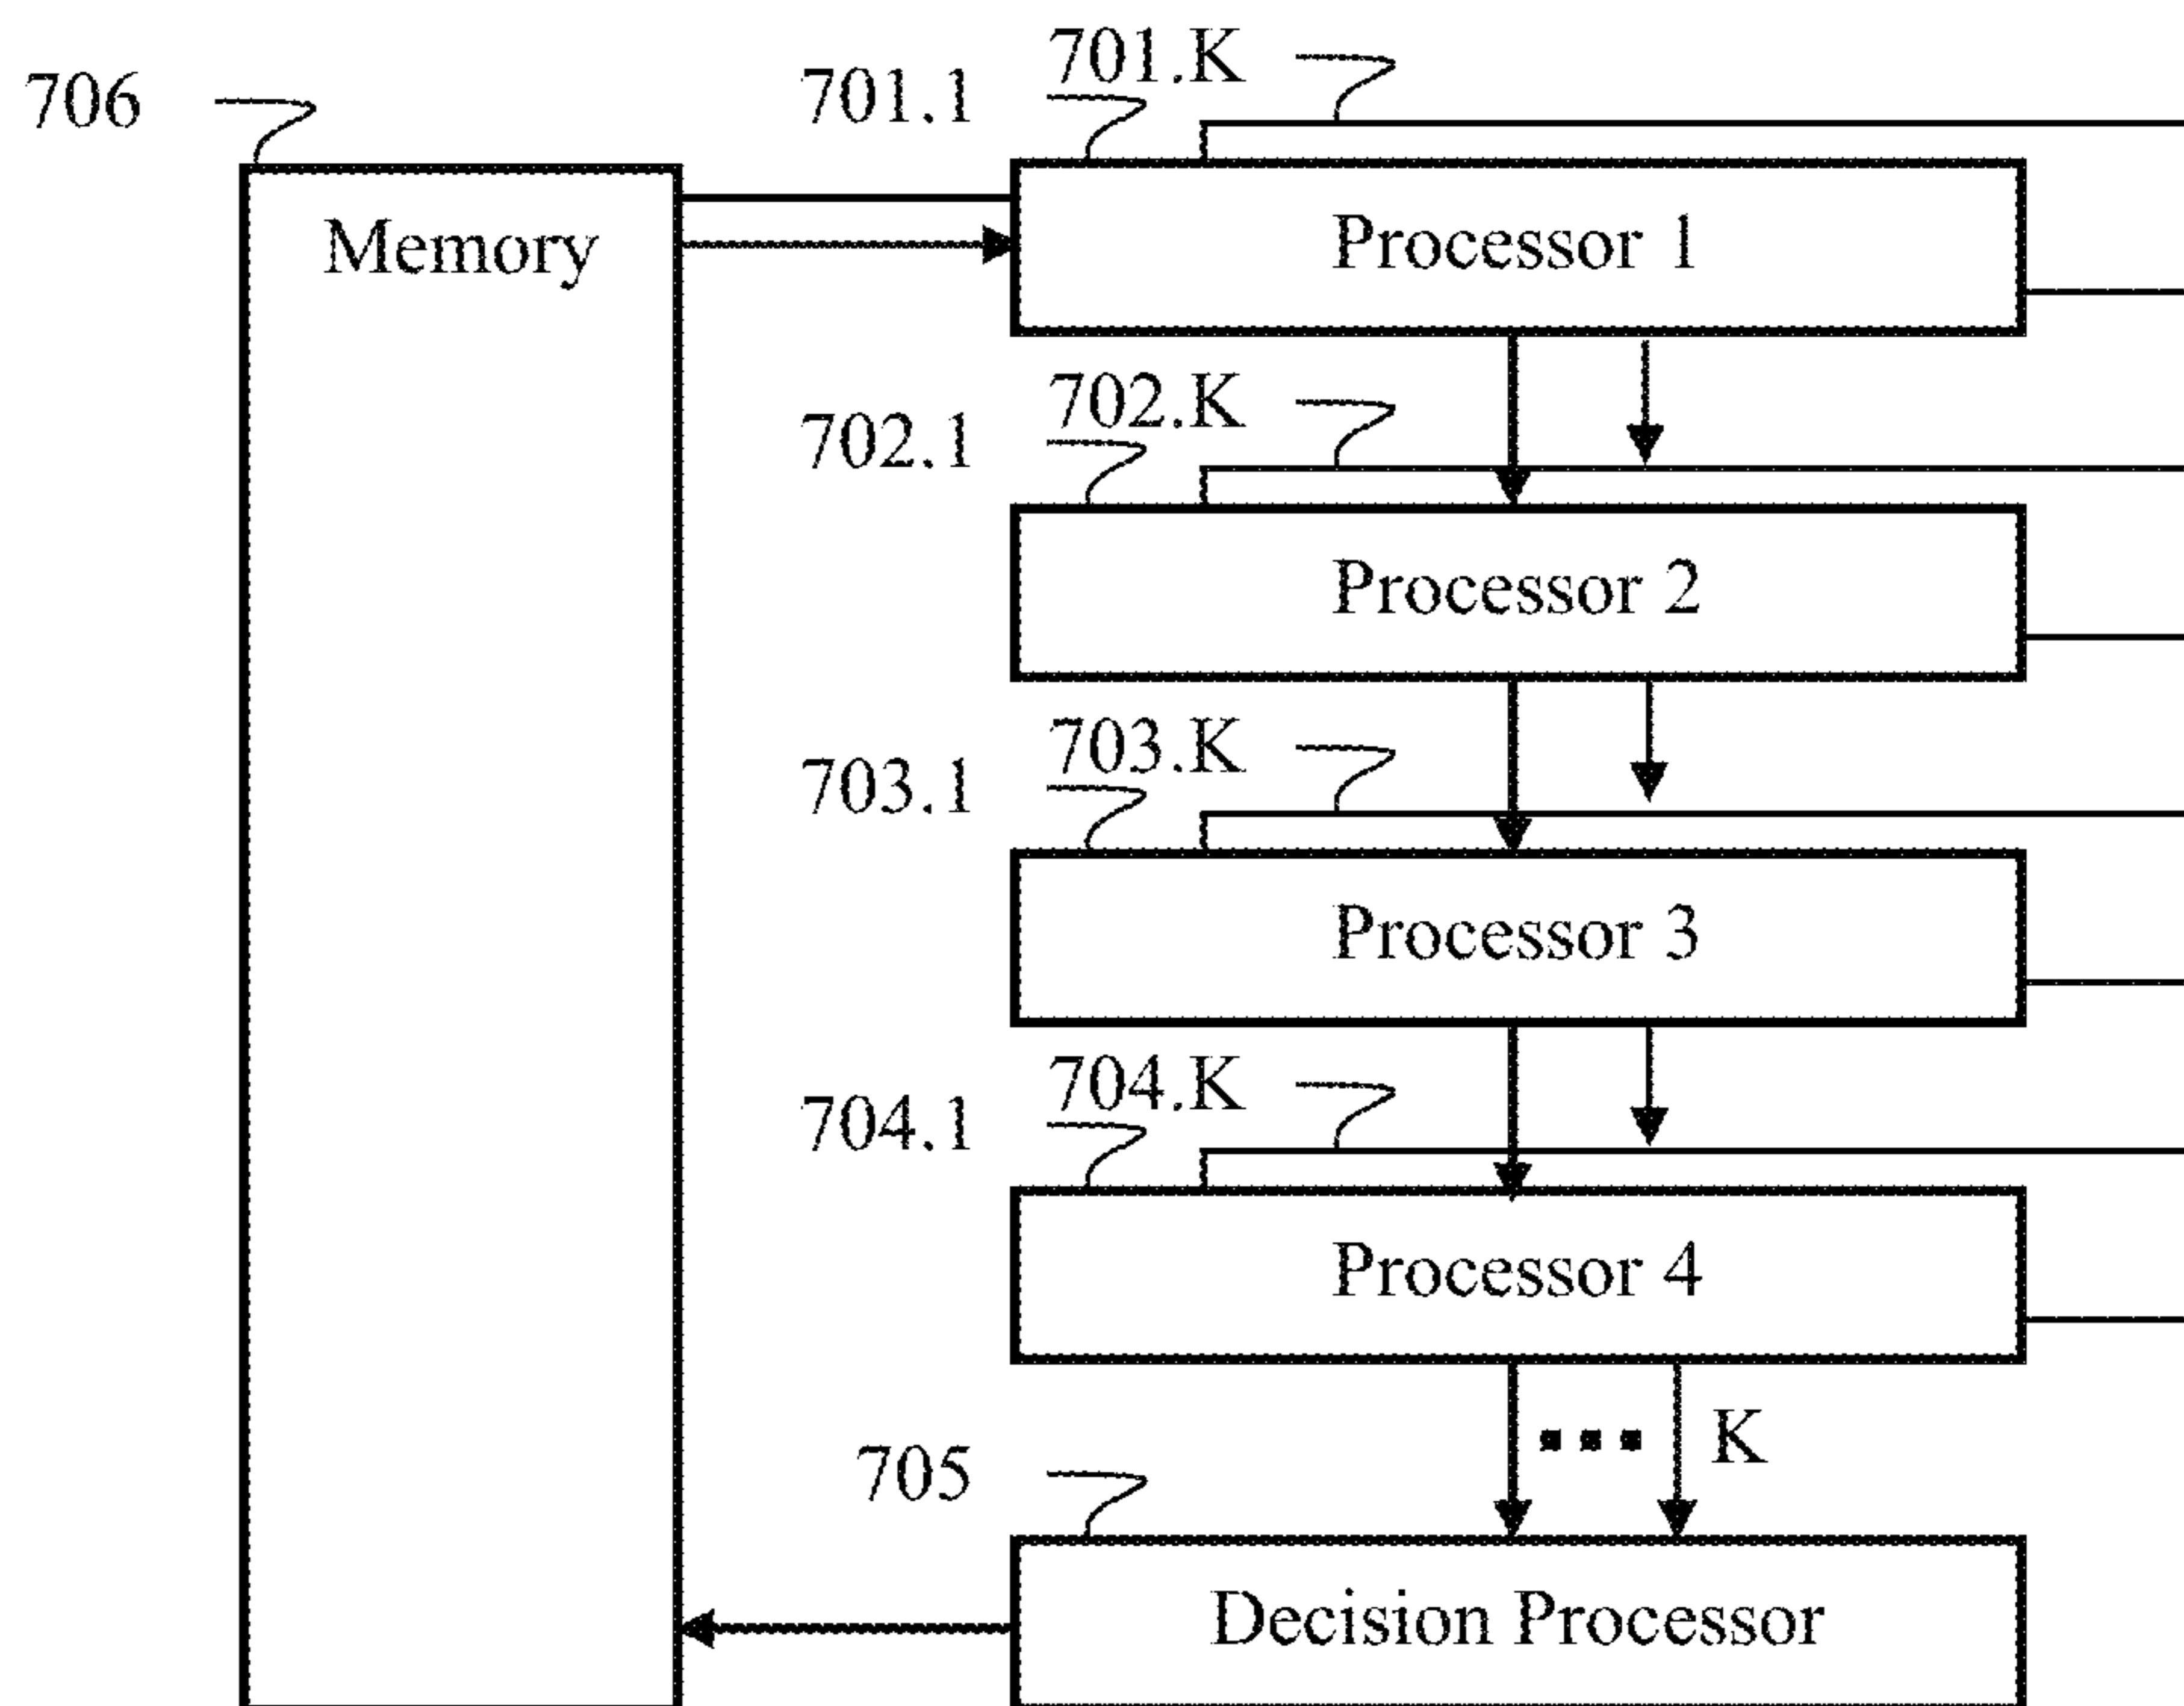 701.K
701.1
706
Memory
Processor 1
702.K
702.1
Processor 2
703.K
703.1
Processor 3
704.K
704.1
Processor 4
K
705
Decision Processor